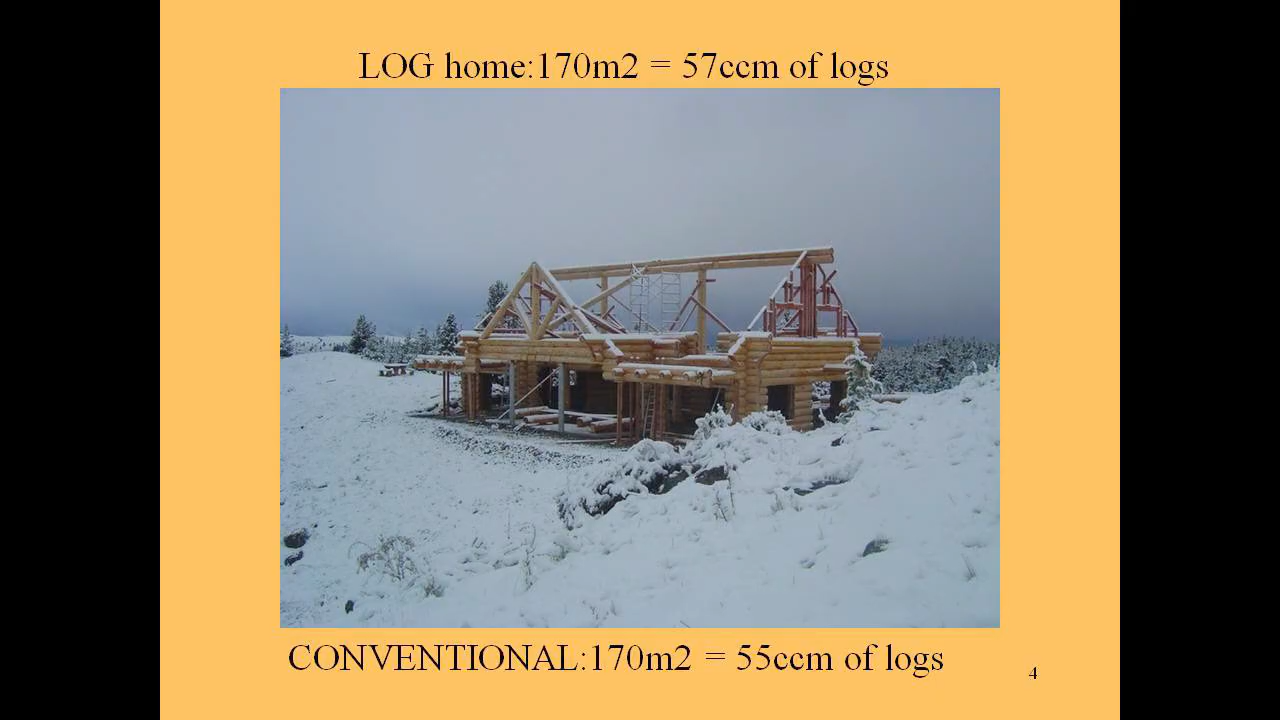 LOG home:170m2 = 57ccm of logs
CONVENTIONAL:170m2 = 55ccm of logs
4